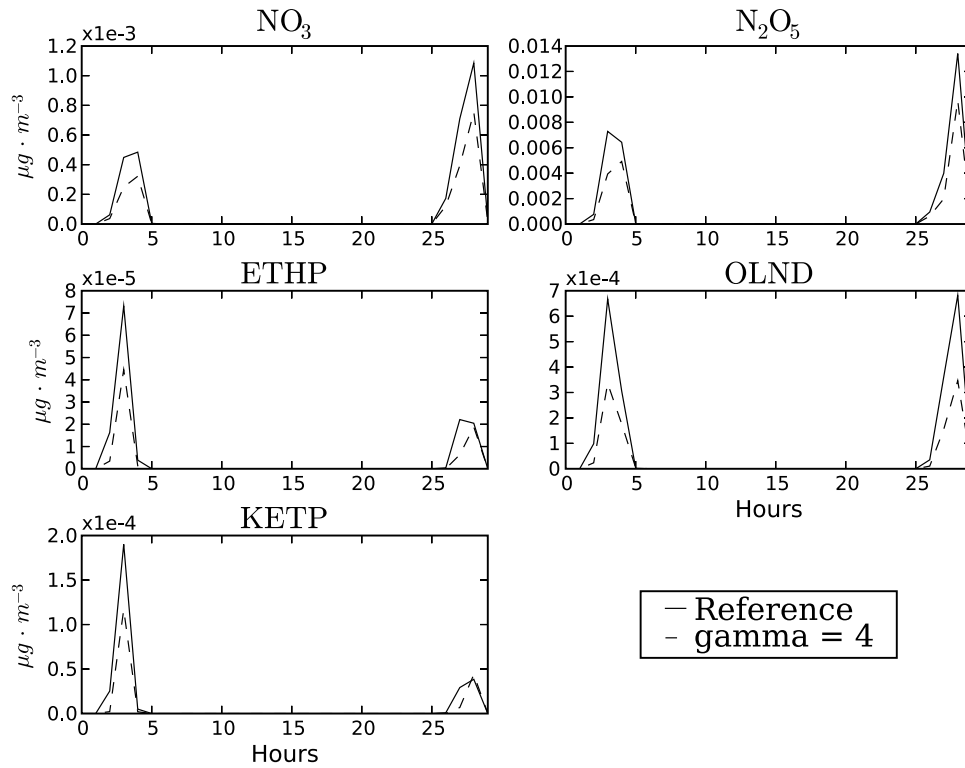 NO₃
x1e-3
1.2
1.0
0.8
0.6
0.4
0.2
0.0
μg · m⁻³
0 5 10 15 20 25
N₂O₅
0.014
0.012
0.010
0.008
0.006
0.004
0.002
0.000
0 5 10 15 20 25
ETHP
x1e-5
8
7
6
5
4
3
2
1
0
μg · m⁻³
0 5 10 15 20 25
OLND
x1e-4
7
6
5
4
3
2
1
0
0 5 10 15 20 25
Hours
KETP
x1e-4
2.0
1.5
1.0
0.5
0.0
μg · m⁻³
0 5 10 15 20 25
Hours
Reference
gamma = 4